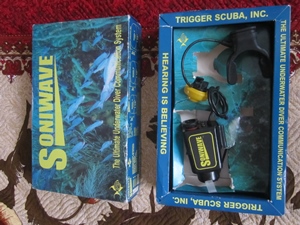 SONIWAVE
The Ultimate Underwater Diver Communication System
TRIGGER SCUBA, INC.
HEARING IS BELIEVING
THE ULTIMATE UNDERWATER DIVER COMMUNICATION SYSTEM
SONIWAVE
TRIGGER SCUBA, INC.